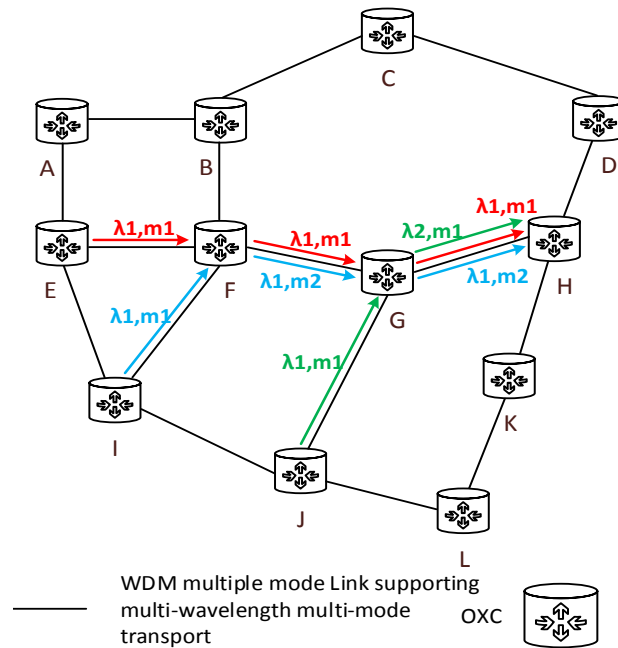 C
A
B
D
λ1,m1
λ1,m1
λ2,m1
λ1,m1
E
F
λ1,m2
G
λ1,m2
H
λ1,m1
λ1,m1
I
K
J
L
WDM multiple mode Link supporting
multi-wavelength multi-mode
transport
OXC